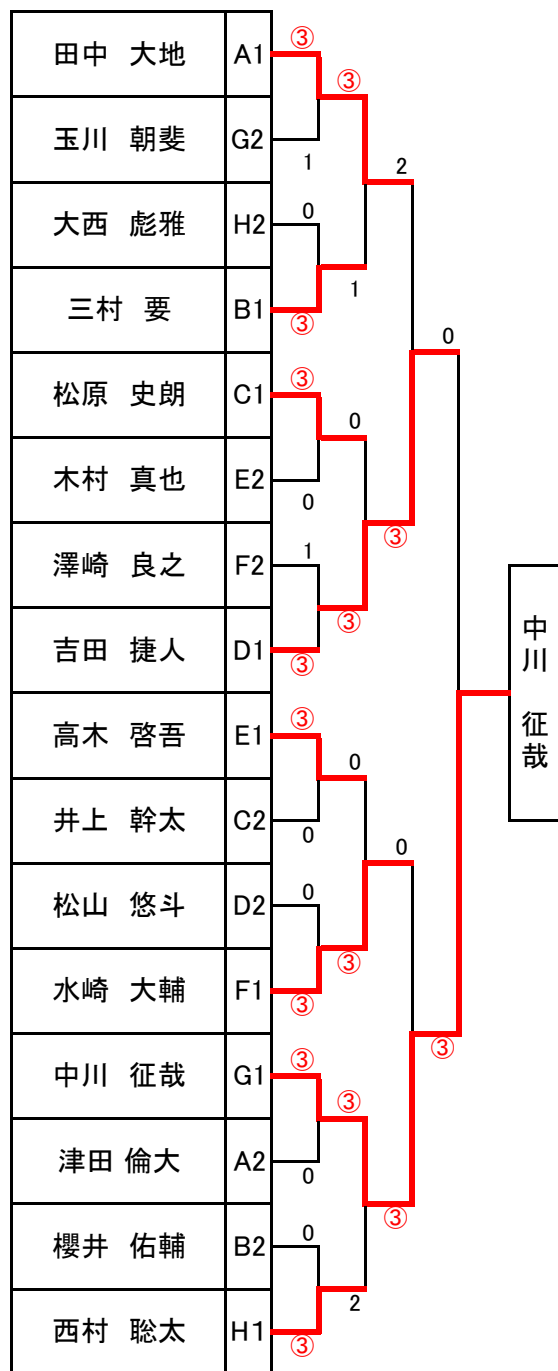 田中 大地 A1 ③
③
玉川 朝斐 G2 1
2
大西 彪雅 H2 0
1
三村 要 B1 ③
0
松原 史朗 C1 ③
0
木村 真也 E2 0
③
澤崎 良之 F2 1
③
吉田 捷人 D1 ③
中川 征哉
高木 啓吾 E1 ③
0
井上 幹太 C2 0
0
松山 悠斗 D2 0
③
水崎 大輔 F1 ③
③
中川 征哉 G1 ③
③
津田 倫大 A2 0
③
櫻井 佑輔 B2 0
2
西村 聡太 H1 ③